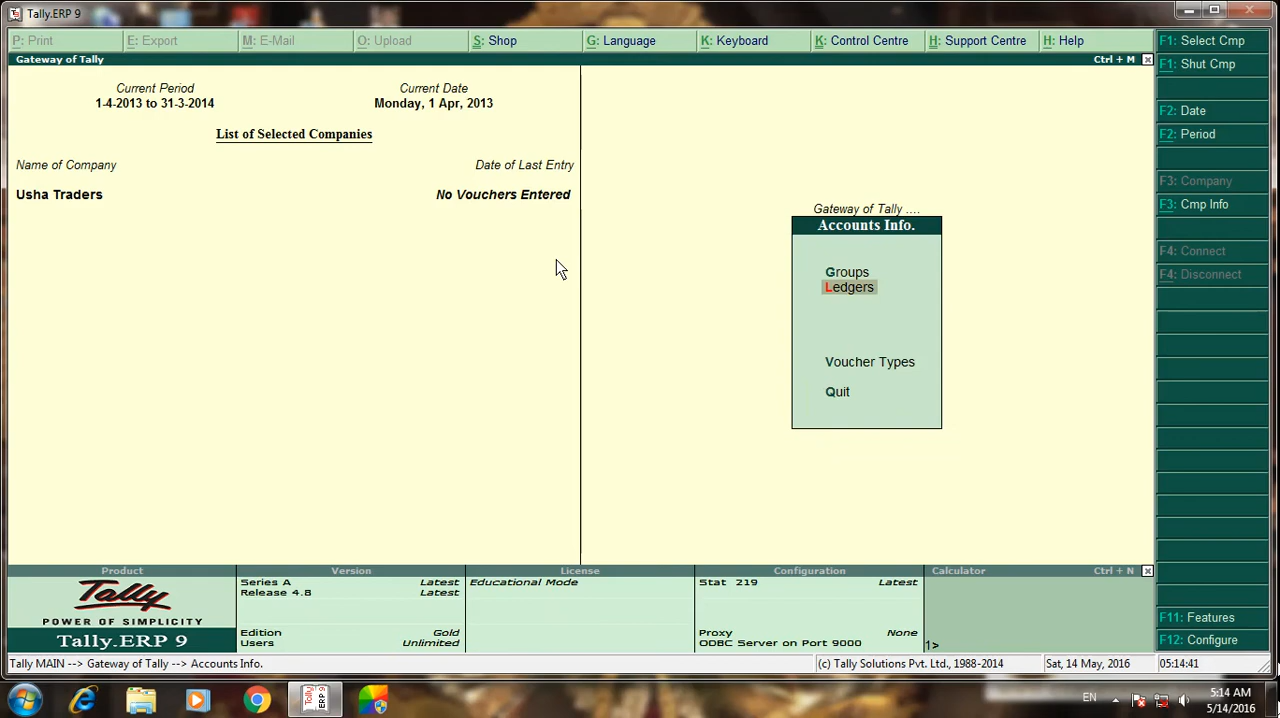 Tally.ERP 9
P: Print
E: Export
M: E-Mail
O: Upload
S: Shop
G: Language
K: Keyboard
K: Control Centre
H: Support Centre
H: Help
F1: Select Cmp
F1: Shut Cmp
F2: Date
F2: Period
F3: Company
F3: Cmp Info
F4: Connect
F4: Disconnect
F11: Features
F12: Configure
Gateway of Tally
Ctrl + M
Current Period
1-4-2013 to 31-3-2014
Current Date
Monday, 1 Apr, 2013
List of Selected Companies
Name of Company
Date of Last Entry
Usha Traders
No Vouchers Entered
Gateway of Tally ....
Accounts Info.
Groups
Ledgers
Voucher Types
Quit
Product
Tally
POWER OF SIMPLICITY
Tally.ERP 9
Version
Series A Latest
Release 4.8 Latest
Edition Gold
Users Unlimited
License
Educational Mode
Configuration
Stat 219 Latest
Proxy None
ODBC Server on Port 9000
Calculator
Ctrl + N
1>
Tally MAIN --> Gateway of Tally --> Accounts Info.
(c) Tally Solutions Pvt. Ltd., 1988-2014
Sat, 14 May, 2016
05:14:41
Tally
ERP 9
EN
5:14 AM
5/14/2016